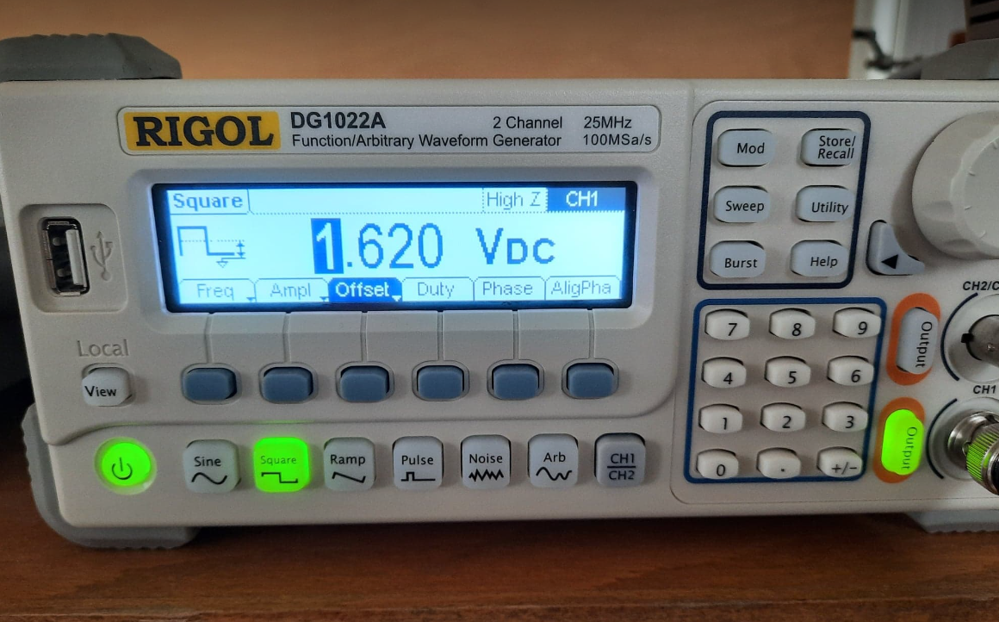 RIGOL
DG1022A 2 Channel 25MHz
Function/Arbitrary Waveform Generator 100MSa/s
Square High Z CH1
1.620 VDC
Freq Ampl Offset Duty Phase AligPha
Local
View
Sine Square Ramp Pulse Noise Arb CH1
CH2
Mod Store/
Recall
Sweep Utility
Burst Help
7 8 9
4 5 6
1 2 3
0 . +/-
Output
Output
CH2/C
CH1